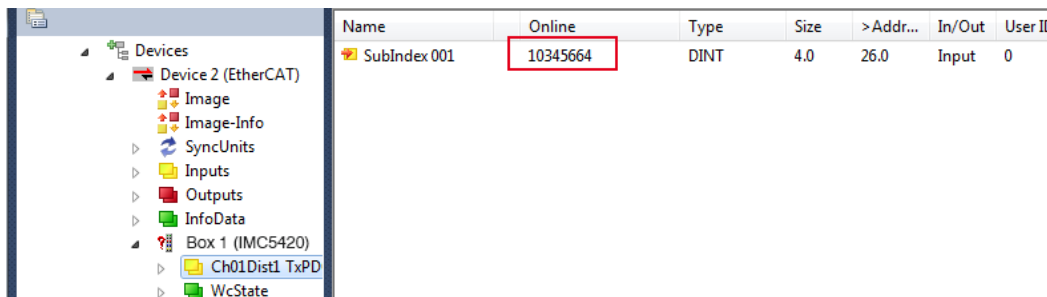 Name Online Type Size >Addr... In/Out User ID
SubIndex 001 10345664 DINT 4.0 26.0 Input 0
Devices
Device 2 (EtherCAT)
Image
Image-Info
SyncUnits
Inputs
Outputs
InfoData
Box 1 (IMC5420)
Ch01Dist1 TxPD
WcState